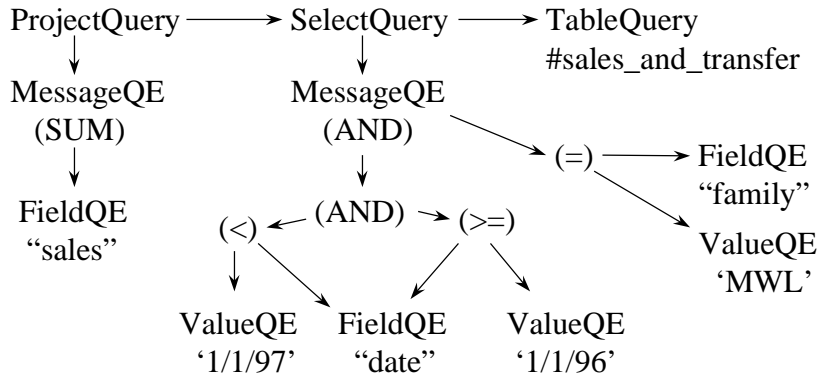 ProjectQuery SelectQuery TableQuery
#sales_and_transfer
MessageQE MessageQE
(SUM) (AND)
(=) FieldQE
“family”
FieldQE (<) (AND) (>=)
“sales”
ValueQE
‘MWL’
ValueQE FieldQE ValueQE
‘1/1/97’ “date” ‘1/1/96’